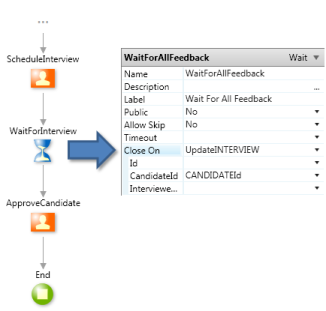 ...
ScheduleInterview
WaitForInterview
ApproveCandidate
End
WaitForAllFeedback Wait
Name WaitForAllFeedback
Description ...
Label Wait For All Feedback
Public No
Allow Skip No
Timeout
Close On UpdateINTERVIEW
Id
CandidateId CANDIDATEId
Interviewe...